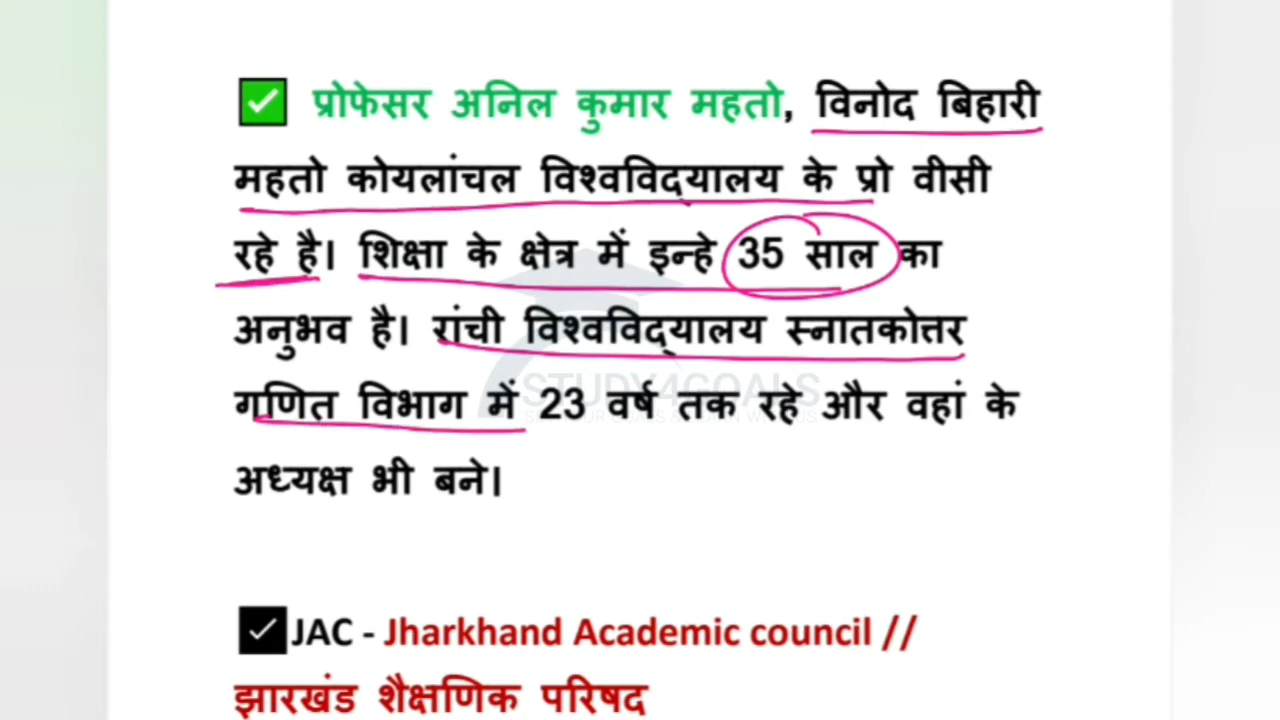 प्रोफेसर अनिल कुमार महतो, विनोद बिहारी
महतो कोयलांचल विश्वविद्यालय के प्रो वीसी
रहे है। शिक्षा के क्षेत्र में इन्हे 35 साल का
अनुभव है। रांची विश्वविद्यालय स्नातकोत्तर
गणित विभाग में 23 वर्ष तक रहे और वहां के
STUDY4GOALS
अध्यक्ष भी बने।
JAC - Jharkhand Academic council //
झारखंड शैक्षणिक परिषद